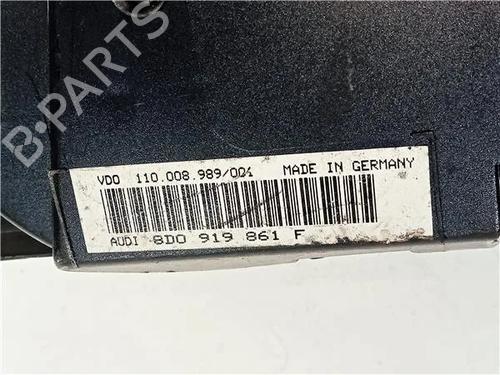 B-PARTS
VDO 110.008.989/004 MADE IN GERMANY
AUDI 8D0 919 861 F